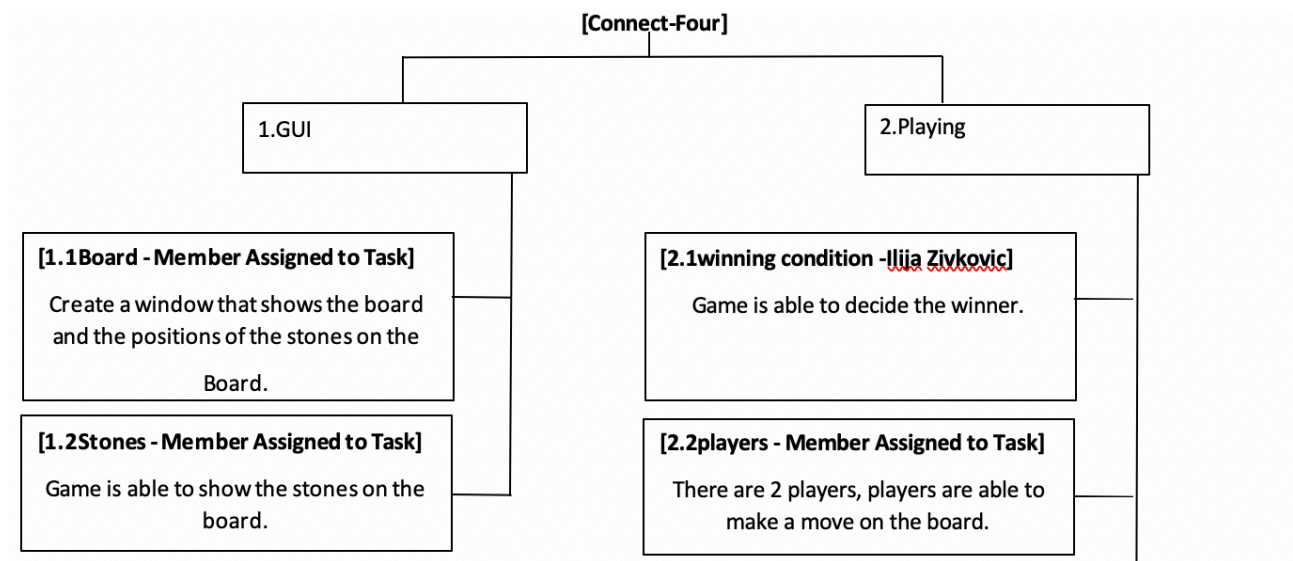 [Connect-Four]
1.GUI
2.Playing
[1.1Board - Member Assigned to Task]
Create a window that shows the board
and the positions of the stones on the
Board.
[1.2Stones - Member Assigned to Task]
Game is able to show the stones on the
board.
[2.1winning condition -Ilija Zivkovic]
Game is able to decide the winner.
[2.2players - Member Assigned to Task]
There are 2 players, players are able to
make a move on the board.